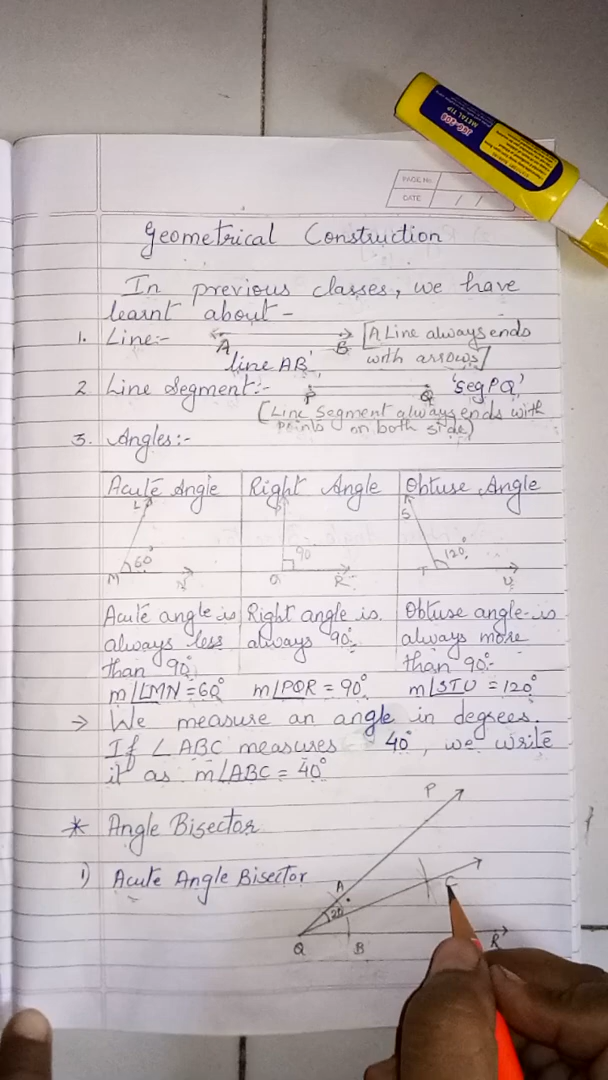 PAGE No.
DATE / /
Geometrical Construction
In previous classes, we have
learnt about-
1. Line:- A B [A Line always ends
with arrows]
'line AB'
2. Line Segment:- P Q 'seg PQ'
(Line Segment always ends with
points on both side)
3. Angles:-
Acute Angle Right Angle Obtuse Angle
L S
60° 90° 120°
M N Q R T U
Acute angle is
always less
than 90°.
m∠LMN = 60°
Right angle is
always 90°.
m∠PQR = 90°
Obtuse angle is
always more
than 90°.
m∠STU = 120°
→ We measure an angle in degrees.
If ∠ABC measures 40°, we write
it as m∠ABC = 40°
* Angle Bisector
1) Acute Angle Bisector
P
A C
20
Q B R
METAL TIP